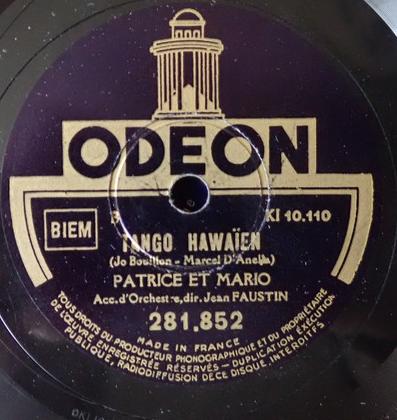 ODEON
BIEM
KI 10.110
TANGO HAWAÏEN
(Jo Bouillon - Marcel D'Anella)
PATRICE ET MARIO
Acc. d'Orchestre, dir. Jean FAUSTIN
281.852
MADE IN FRANCE
TOUS DROITS DU PRODUCTEUR PHONOGRAPHIQUE ET DU PROPRIÉTAIRE
DE L'ŒUVRE ENREGISTRÉE RÉSERVÉS - DUPLICATION EXÉCUTION
PUBLIQUE, RADIODIFFUSION DE CE DISQUE INTERDITES